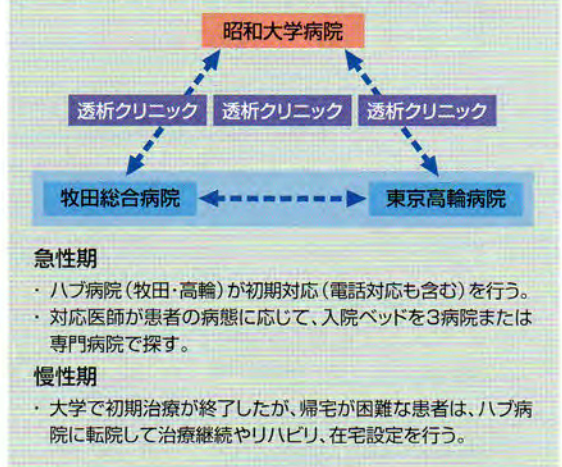 昭和大学病院
透析クリニック 透析クリニック 透析クリニック
牧田総合病院 東京高輪病院
急性期
・ハブ病院(牧田・高輪)が初期対応(電話対応も含む)を行う。
・対応医師が患者の病態に応じて、入院ベッドを3病院または
専門病院で探す。
慢性期
・大学で初期治療が終了したが、帰宅が困難な患者は、ハブ病
院に転院して治療継続やリハビリ、在宅設定を行う。